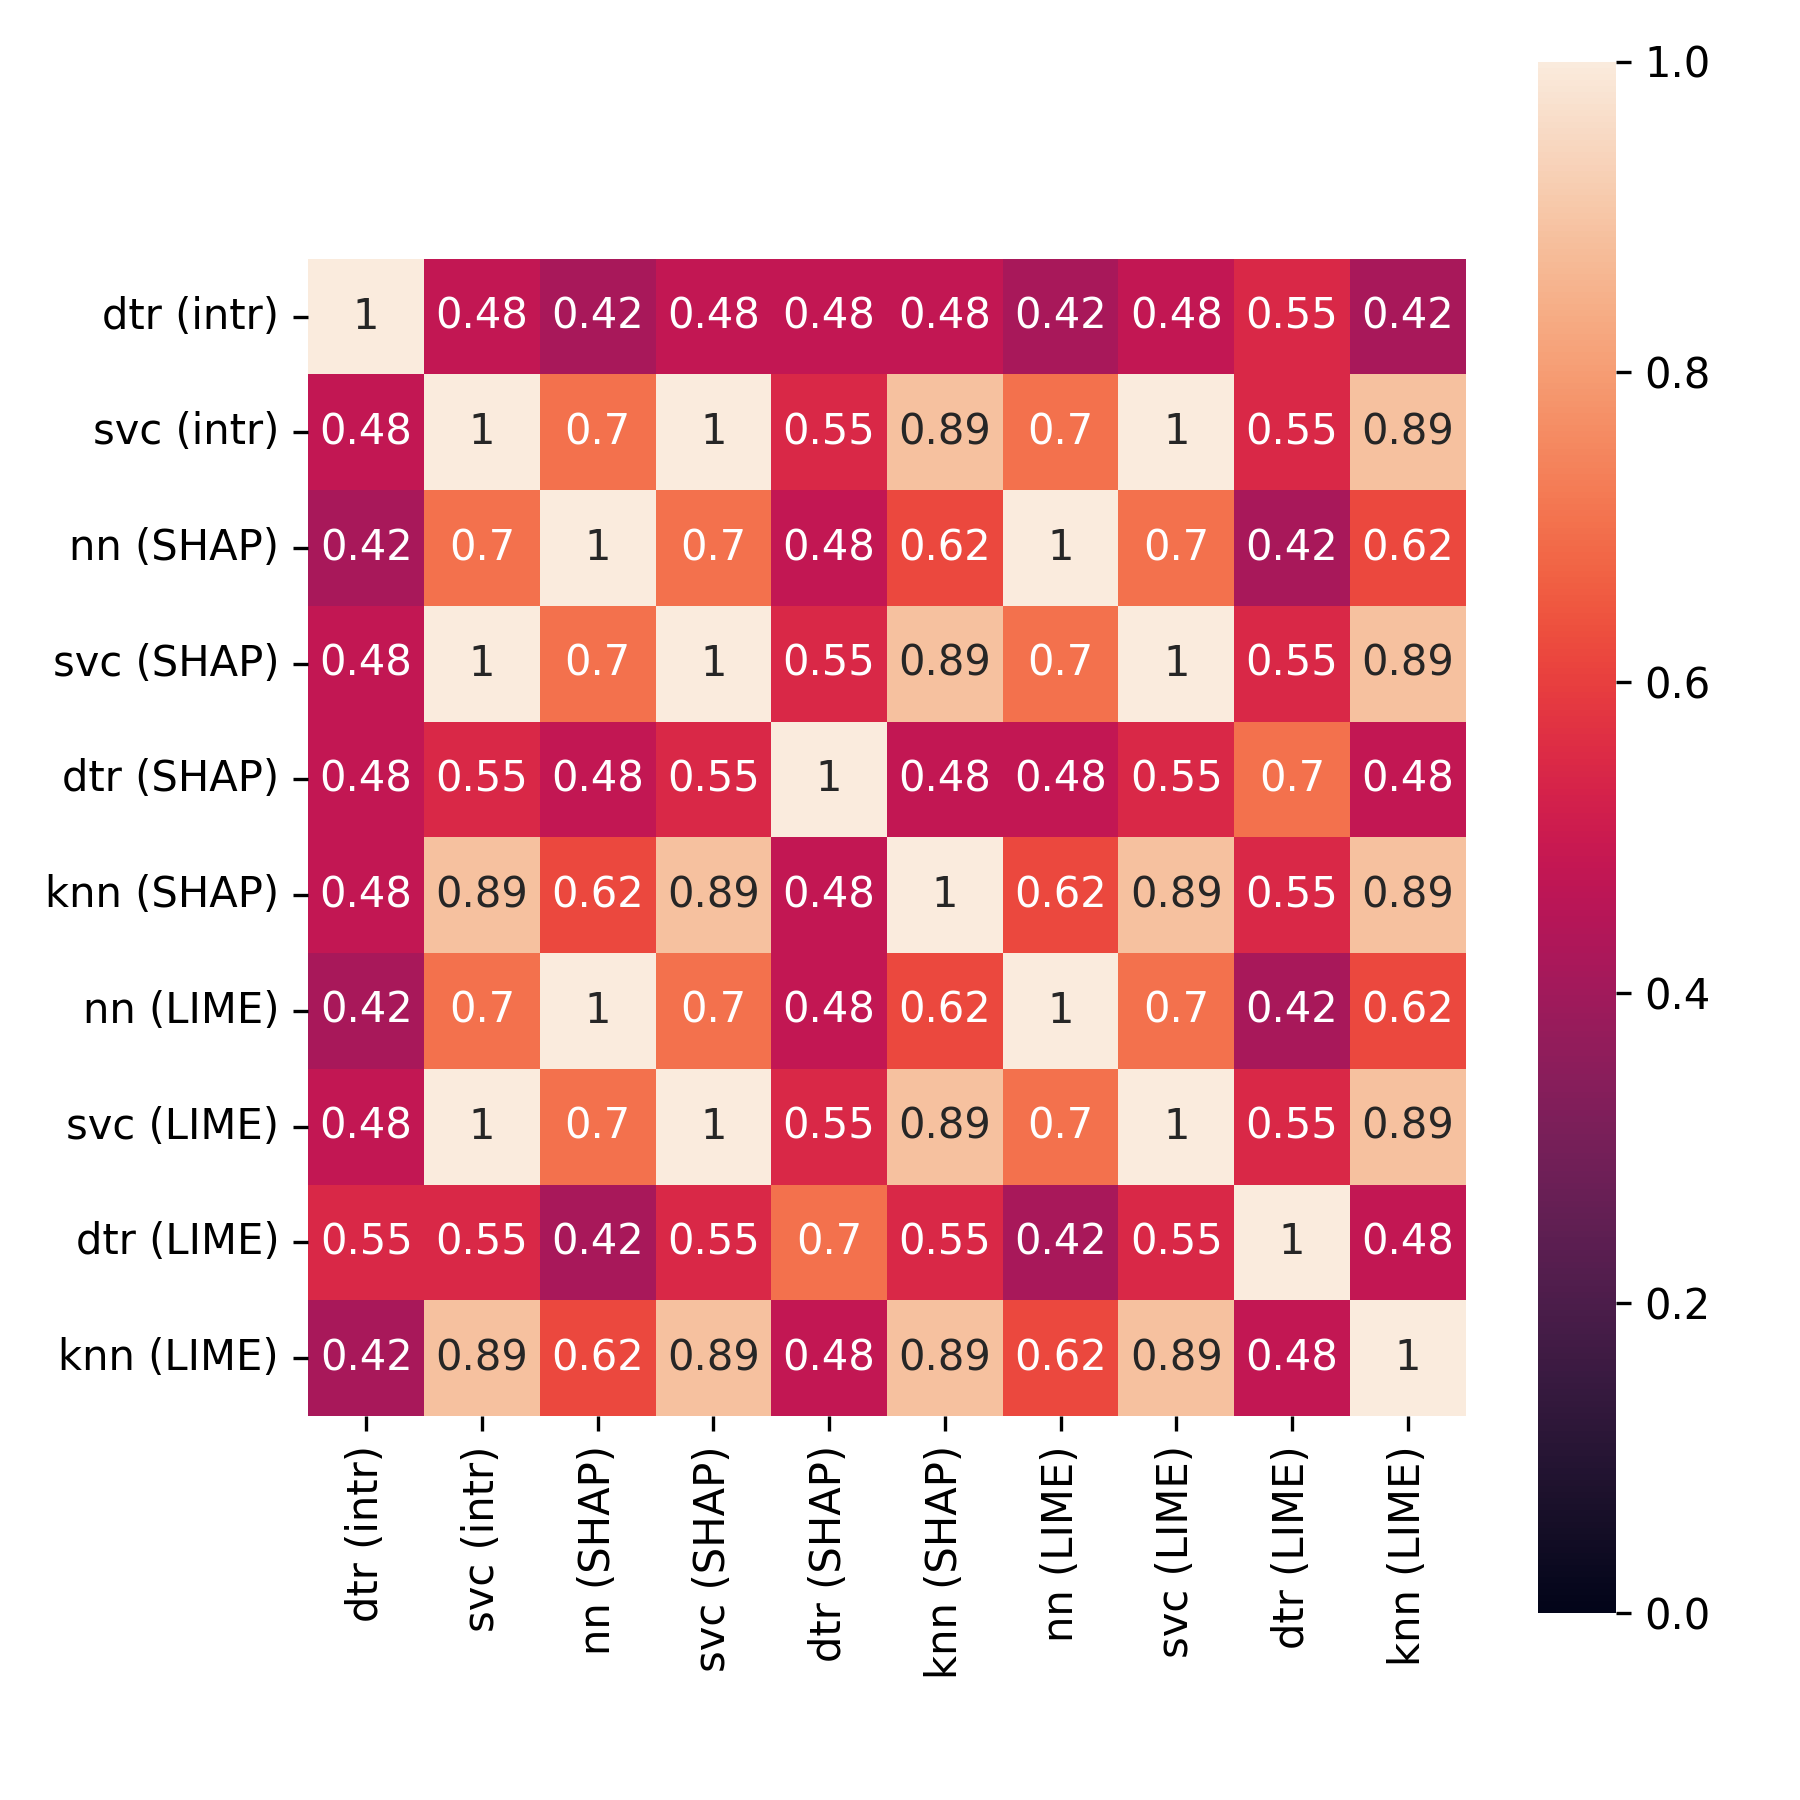 1.0
dtr (intr) 1 0.48 0.42 0.48 0.48 0.48 0.42 0.48 0.55 0.42
0.8
svc (intr) 0.48 1 0.7 1 0.55 0.89 0.7 1 0.55 0.89
nn (SHAP) 0.42 0.7 1 0.7 0.48 0.62 1 0.7 0.42 0.62
svc (SHAP) 0.48 1 0.7 1 0.55 0.89 0.7 1 0.55 0.89
0.6
dtr (SHAP) 0.48 0.55 0.48 0.55 1 0.48 0.48 0.55 0.7 0.48
knn (SHAP) 0.48 0.89 0.62 0.89 0.48 1 0.62 0.89 0.55 0.89
0.4
nn (LIME) 0.42 0.7 1 0.7 0.48 0.62 1 0.7 0.42 0.62
svc (LIME) 0.48 1 0.7 1 0.55 0.89 0.7 1 0.55 0.89
dtr (LIME) 0.55 0.55 0.42 0.55 0.7 0.55 0.42 0.55 1 0.48
0.2
knn (LIME) 0.42 0.89 0.62 0.89 0.48 0.89 0.62 0.89 0.48 1
0.0
dtr (intr)
svc (intr)
nn (SHAP)
svc (SHAP)
dtr (SHAP)
knn (SHAP)
nn (LIME)
svc (LIME)
dtr (LIME)
knn (LIME)